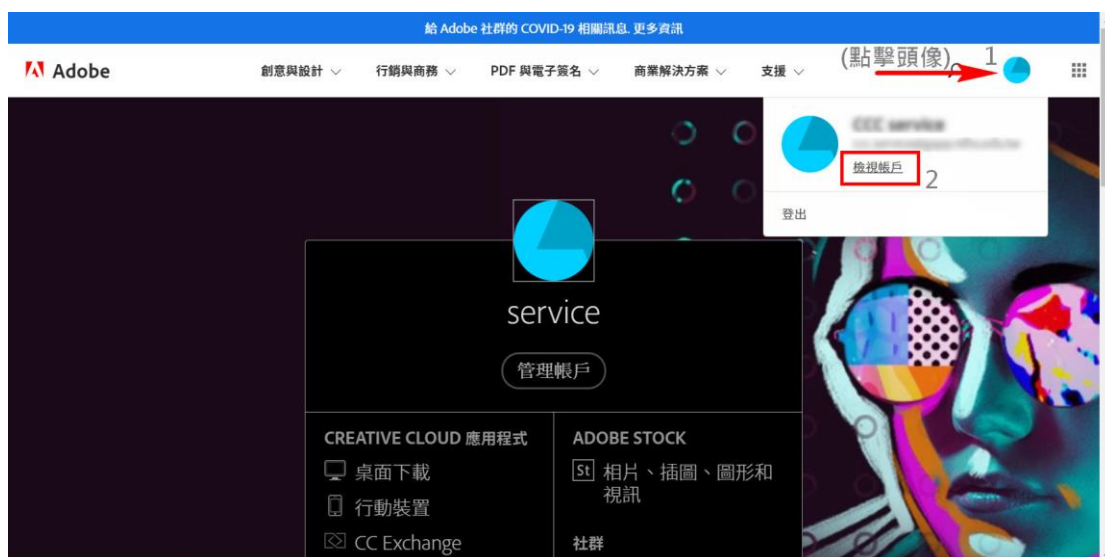 給 Adobe 社群的 COVID-19 相關訊息. 更多資訊
Adobe 創意與設計 行銷與商務 PDF 與電子簽名 商業解決方案 支援 (點擊頭像) 1
CCC service
檢視帳戶 2
登出
service
管理帳戶
CREATIVE CLOUD 應用程式
桌面下載
行動裝置
CC Exchange
ADOBE STOCK
St 相片、插圖、圖形和
視訊
社群